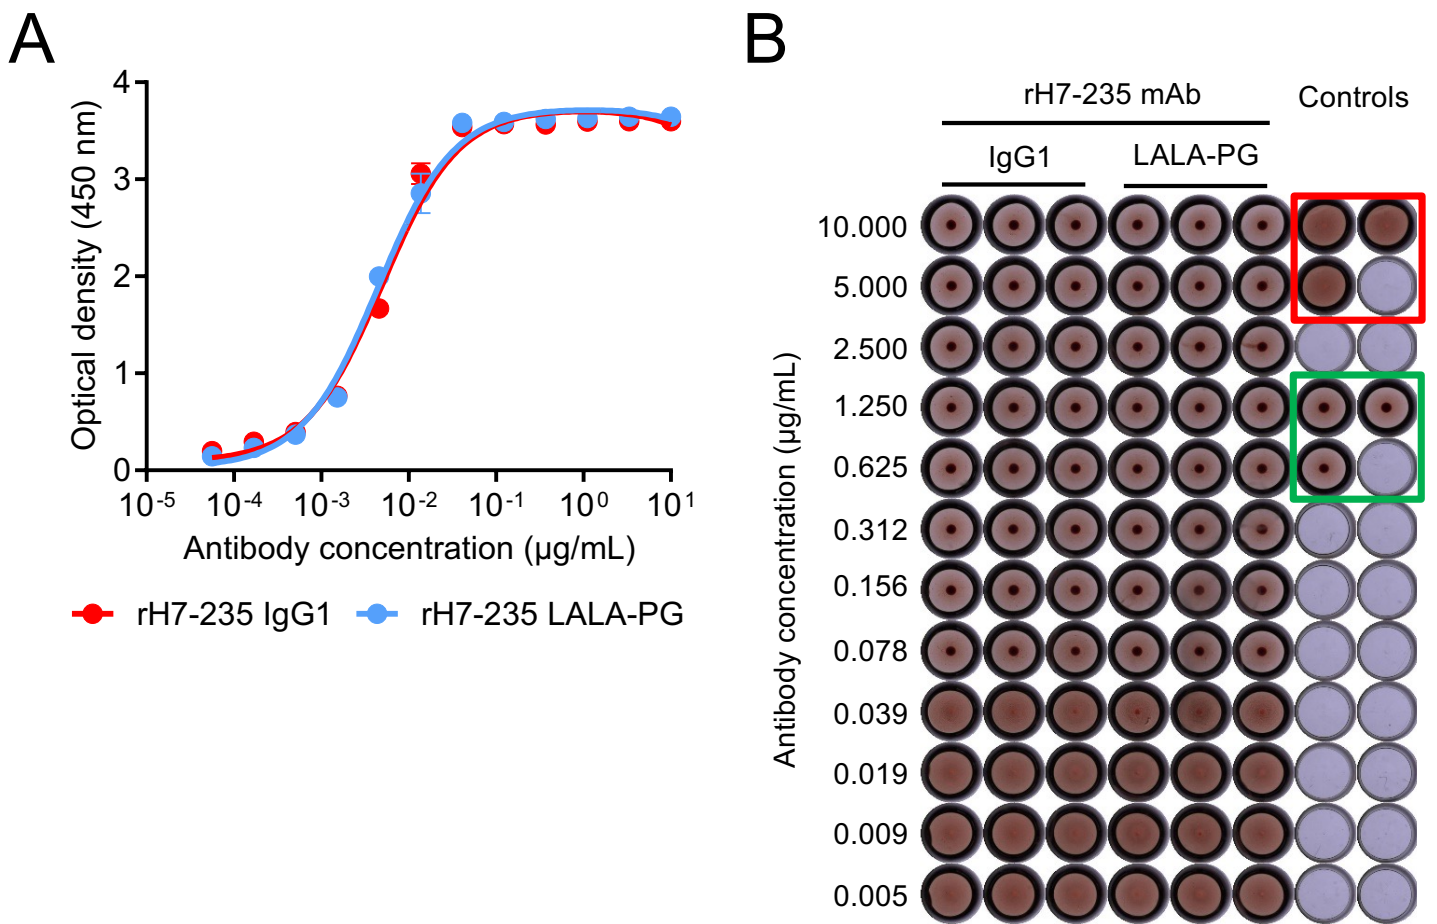 A
4
3
2
1
0
Optical density (450 nm)
10-5 10-4 10-3 10-2 10-1 100 101
Antibody concentration (µg/mL)
rH7-235 IgG1 rH7-235 LALA-PG
B
rH7-235 mAb Controls
IgG1 LALA-PG
Antibody concentration (µg/mL)
10.000
5.000
2.500
1.250
0.625
0.312
0.156
0.078
0.039
0.019
0.009
0.005